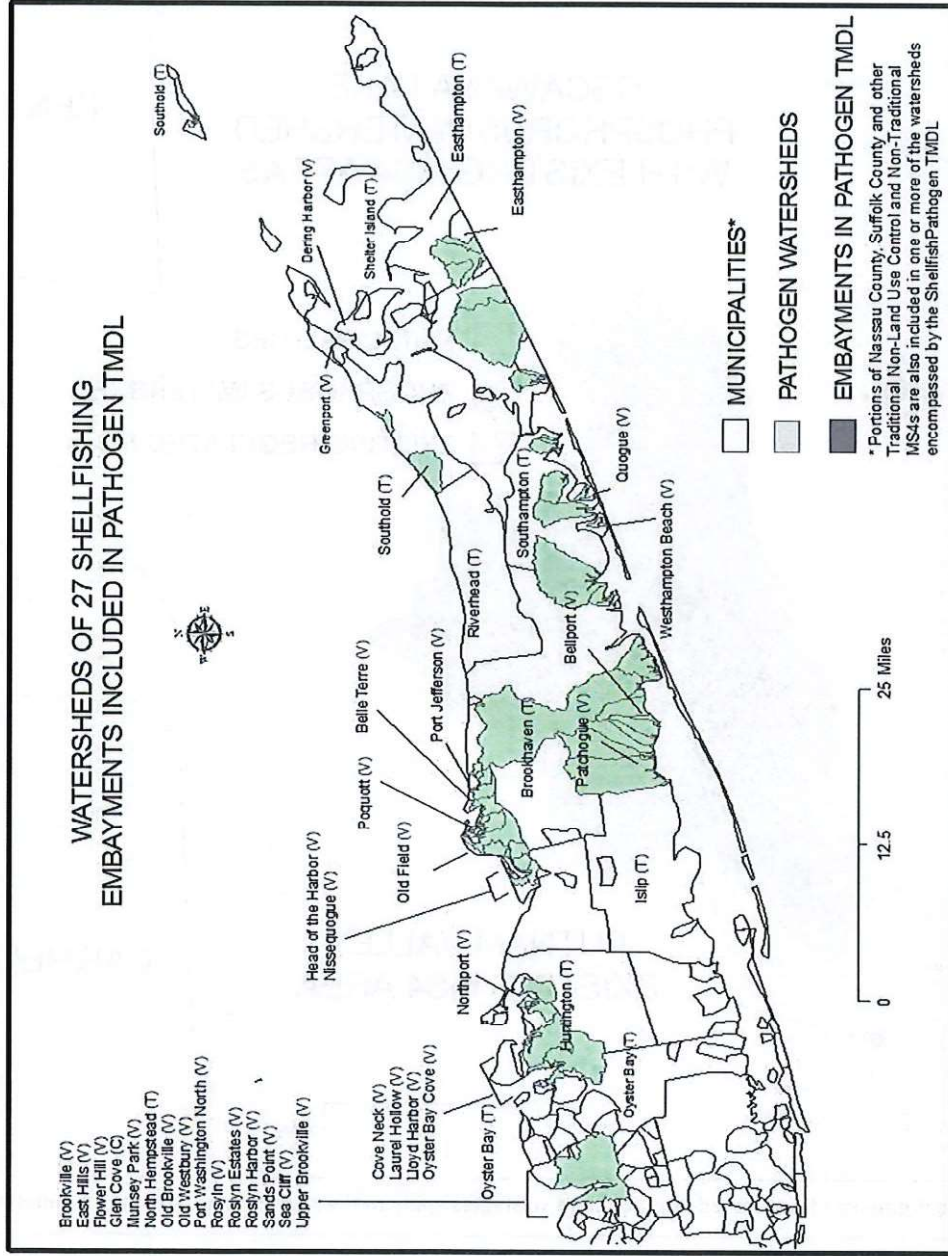 WATERSHEDS OF 27 SHELLFISHING
EMBAYMENTS INCLUDED IN PATHOGEN TMDL
N
W
E
S
Brookville (V)
East Hills (V)
Flower Hill (V)
Glen Cove (C)
Munsey Park (V)
North Hempstead (T)
Old Brookville (V)
Old Westbury (V)
Port Washington North (V)
Rosyln (V)
Roslyn Estates (V)
Roslyn Harbor (V)
Sands Point (V)
Sea Cliff (V)
Upper Brookville (V)
Cove Neck (V)
Laurel Hollow (V)
Lloyd Harbor (V)
Oyster Bay Cove (V)
Oyster Bay (T)
Northport (V)
Huntington (T)
Oyster Bay (T)
Head of the Harbor (V)
Nissequogue (V)
Old Field (V)
Poquott (V)
Belle Terre (V)
Port Jefferson (V)
Brookhaven (T)
Islip (T)
Patchogue (V)
Bellport (V)
Riverhead (T)
Southold (T)
Greenport (V)
Dering Harbor (V)
Shelter Island (T)
Southold (T)
Easthampton (T)
Easthampton (V)
Southampton (T)
Quogue (V)
Westhampton Beach (V)
0
12.5
25 Miles
MUNICIPALITIES*
PATHOGEN WATERSHEDS
EMBAYMENTS IN PATHOGEN TMDL
* Portions of Nassau County, Suffolk County and other
Traditional Non-Land Use Control and Non-Traditional
MS4s are also included in one or more of the watersheds
encompassed by the ShellfishPathogen TMDL